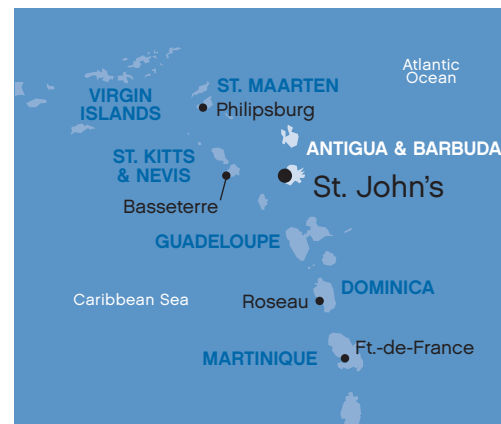 Atlantic
Ocean
ST. MAARTEN
VIRGIN
ISLANDS
Philipsburg
ANTIGUA & BARBUDA
ST. KITTS
& NEVIS
St. John's
Basseterre
GUADELOUPE
DOMINICA
Caribbean Sea
Roseau
Ft.-de-France
MARTINIQUE